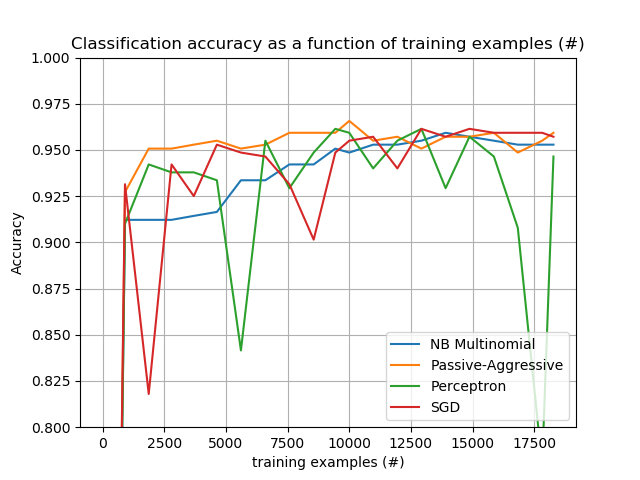 Classification accuracy as a function of training examples (#)
1.000
0.975
0.950
0.925
0.900
0.875
0.850
0.825
0.800
Accuracy
NB Multinomial
Passive-Aggressive
Perceptron
SGD
0 2500 5000 7500 10000 12500 15000 17500
training examples (#)